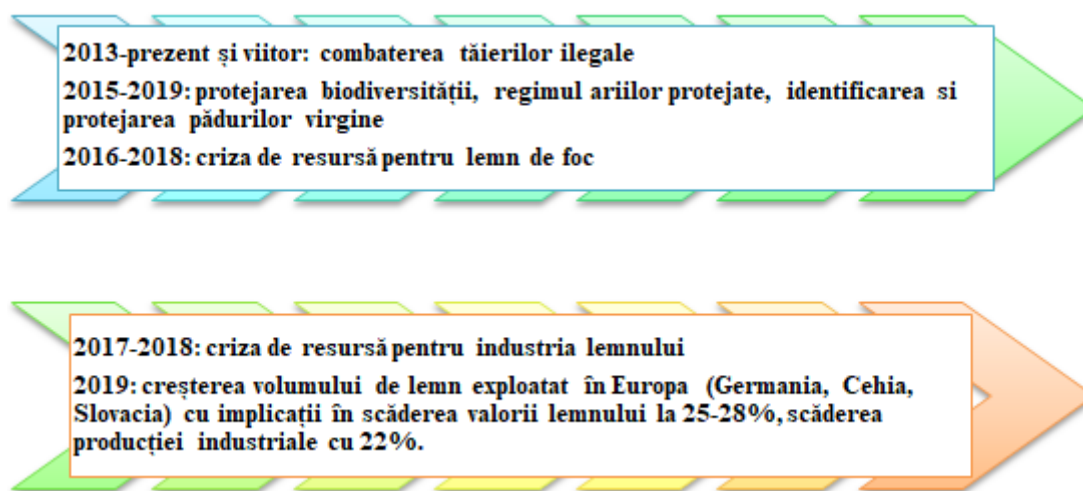 2013-prezent și viitor: combaterea tăierilor ilegale
2015-2019: protejarea biodiversității, regimul ariilor protejate, identificarea si
protejarea pădurilor virgine
2016-2018: criza de resursă pentru lemn de foc
2017-2018: criza de resursă pentru industria lemnului
2019: creșterea volumului de lemn exploatat în Europa (Germania, Cehia,
Slovacia) cu implicații în scăderea valorii lemnului la 25-28%, scăderea
producției industriale cu 22%.